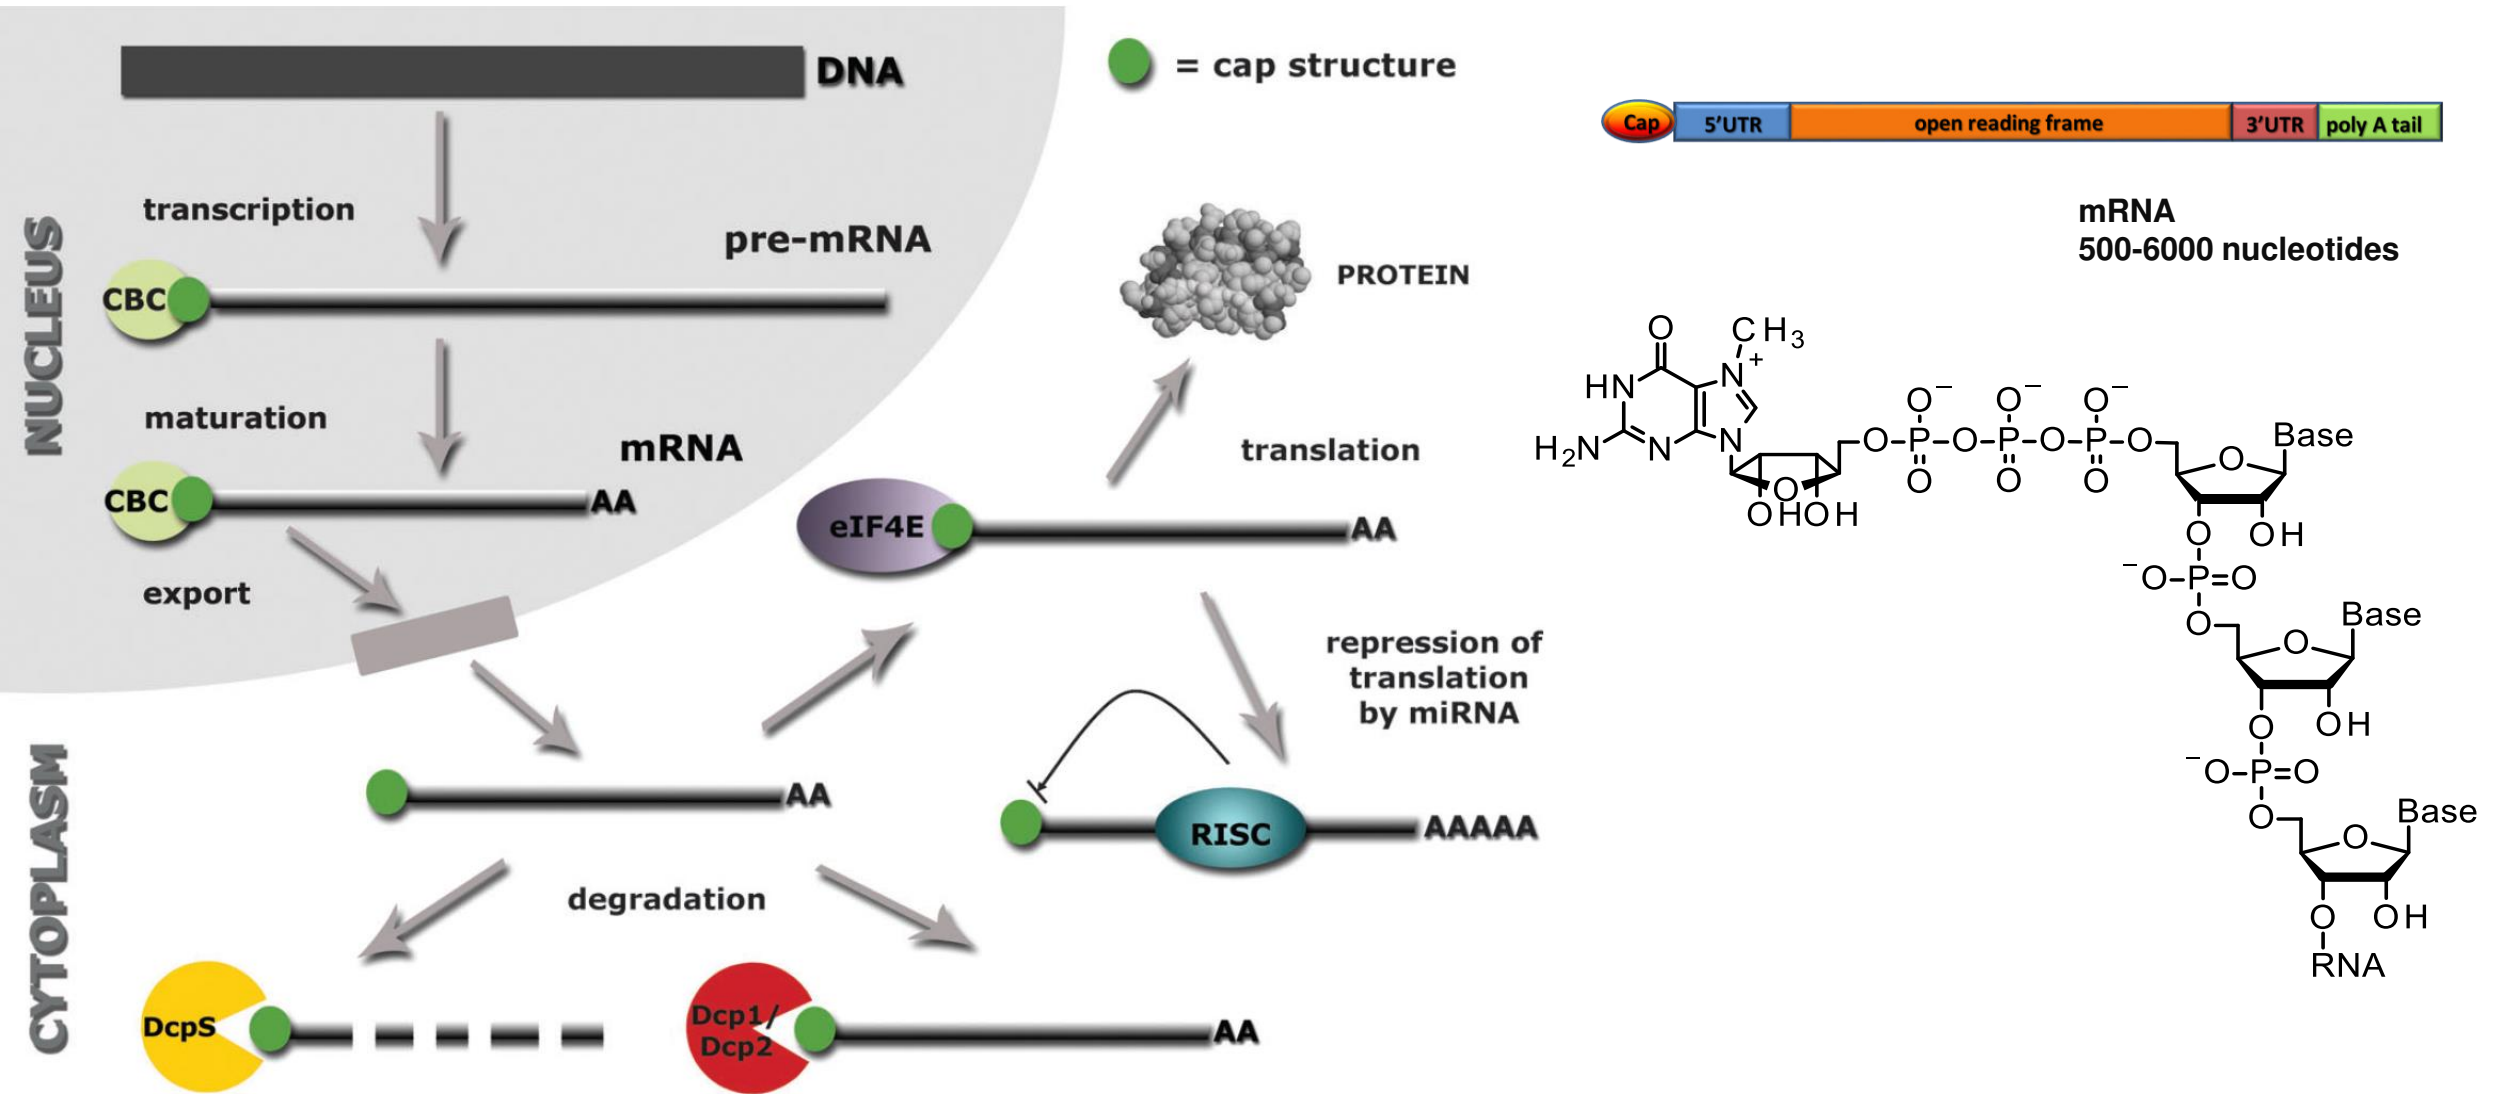 NUCLEUS
DNA
transcription
pre-mRNA
CBC
maturation
mRNA
CBC
AA
export
= cap structure
PROTEIN
translation
eIF4E
AA
repression of
translation
by miRNA
RISC
AAAAA
CYTOPLASM
AA
degradation
DcpS
Dcp1/
Dcp2
AA
Cap
5'UTR
open reading frame
3'UTR
poly A tail
mRNA
500-6000 nucleotides
O
CH3
HN
N+
H2N
N
N
O
OH
OH
O
P
O
P
O
P
O
O−
O−
O−
O
O
O
O
Base
O
OH
−O
P
O
O
O
Base
O
OH
−O
P
O
O
O
Base
O
OH
RNA